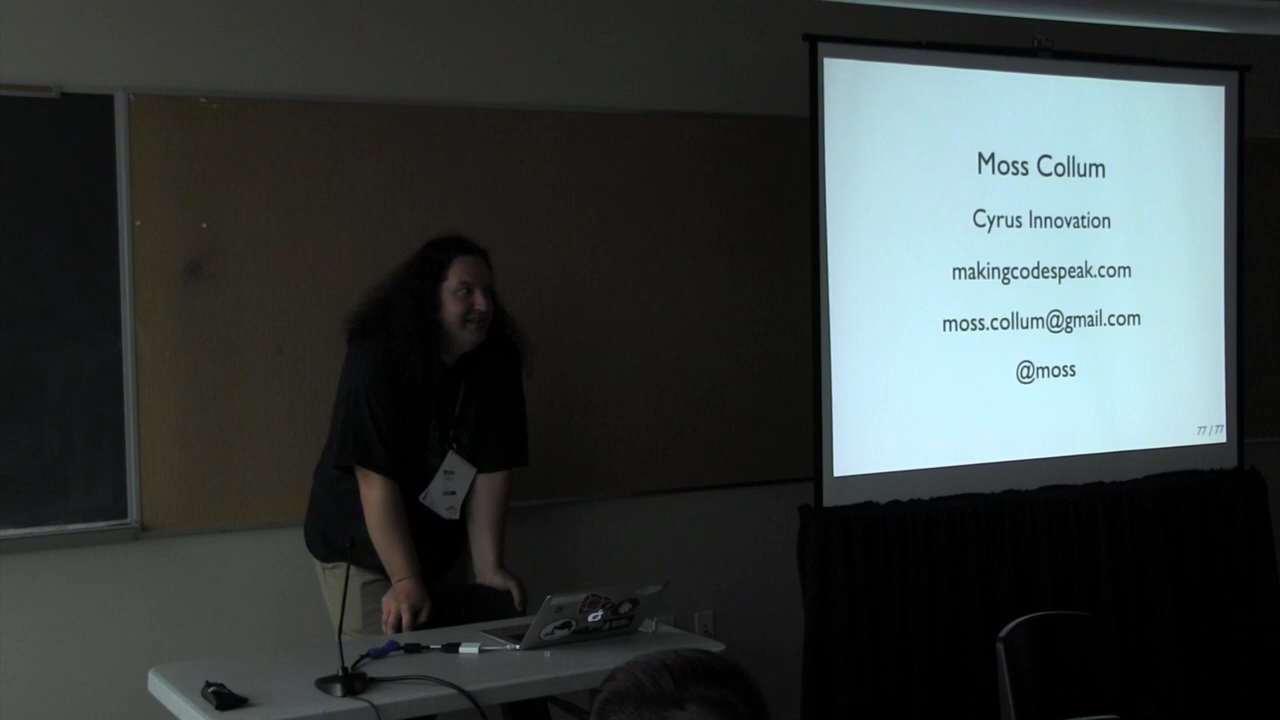 Moss Collum
Cyrus Innovation
makingcodespeak.com
moss.collum@gmail.com
@moss
77 / 77